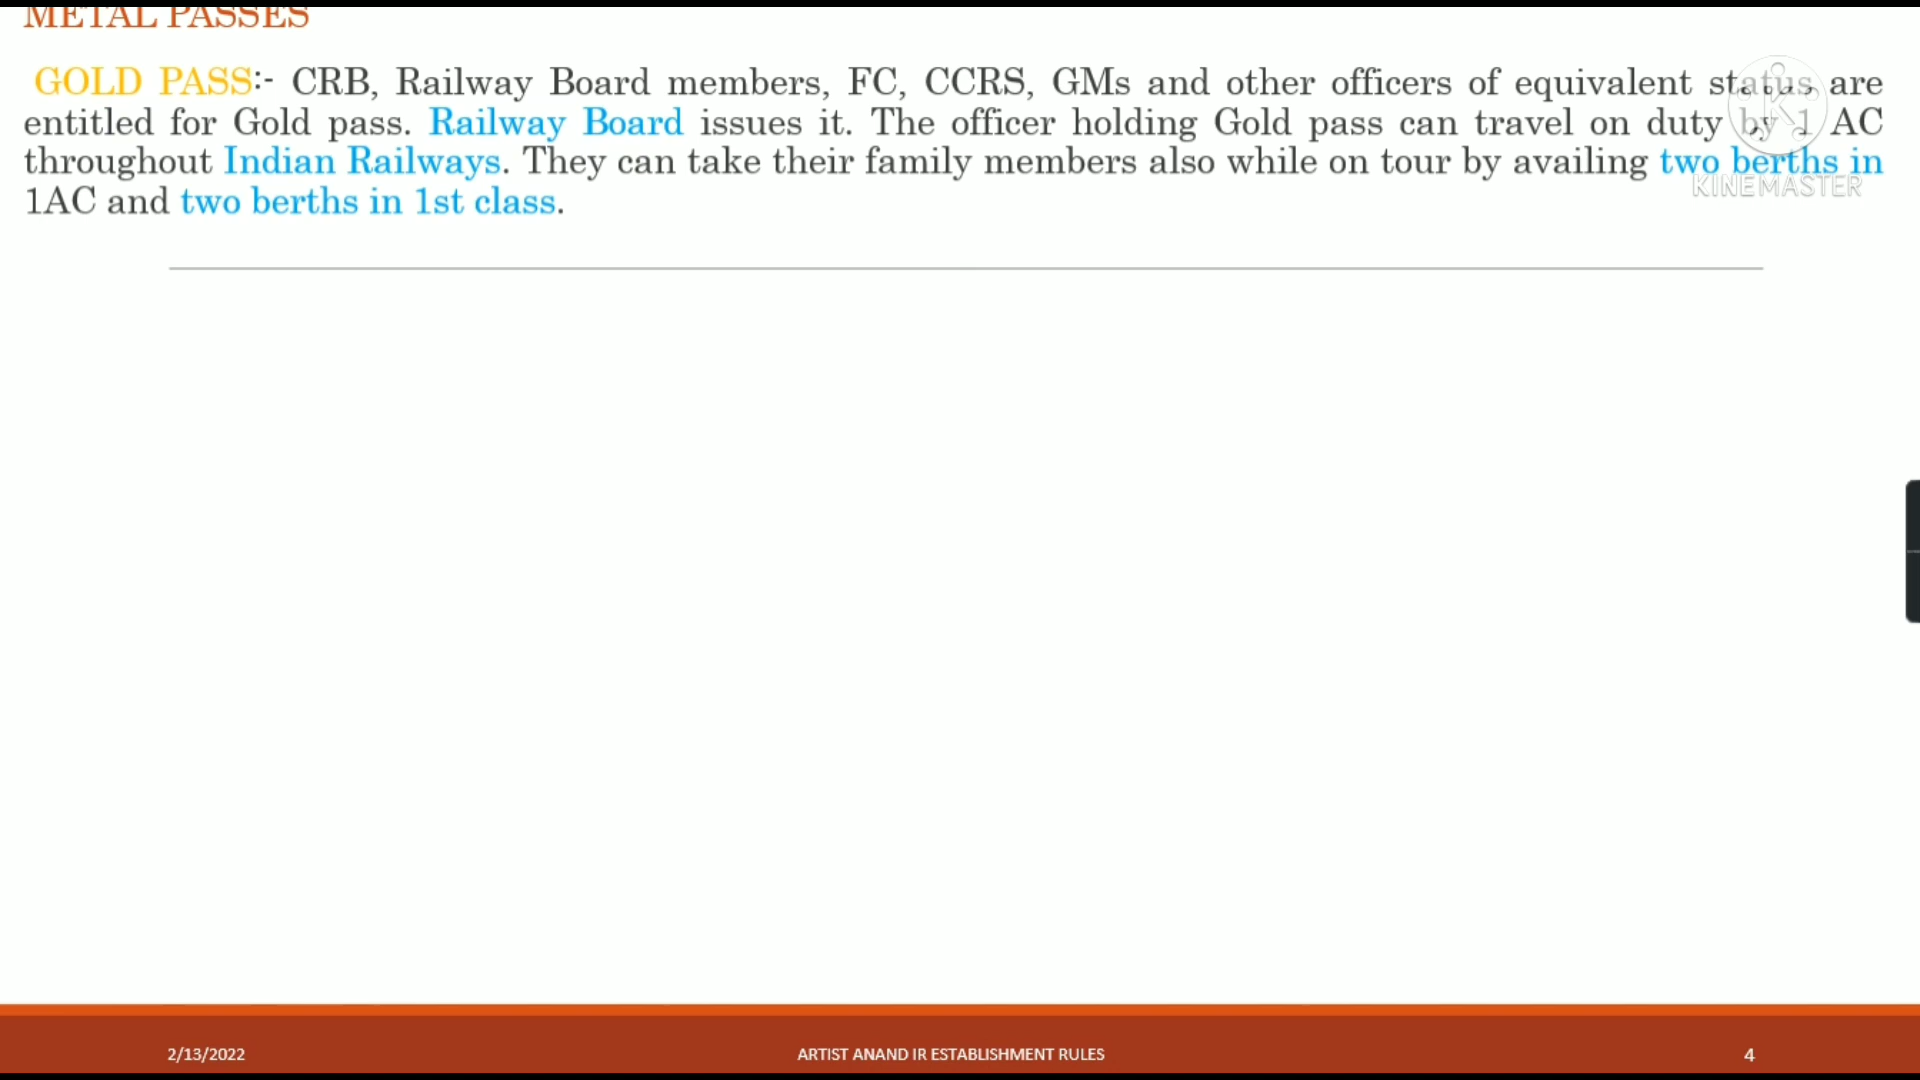 METAL PASSES
GOLD PASS:- CRB, Railway Board members, FC, CCRS, GMs and other officers of equivalent status are
entitled for Gold pass. Railway Board issues it. The officer holding Gold pass can travel on duty by 1 AC
throughout Indian Railways. They can take their family members also while on tour by availing two berths in
1AC and two berths in 1st class.
KINEMASTER
2/13/2022
ARTIST ANAND IR ESTABLISHMENT RULES
4